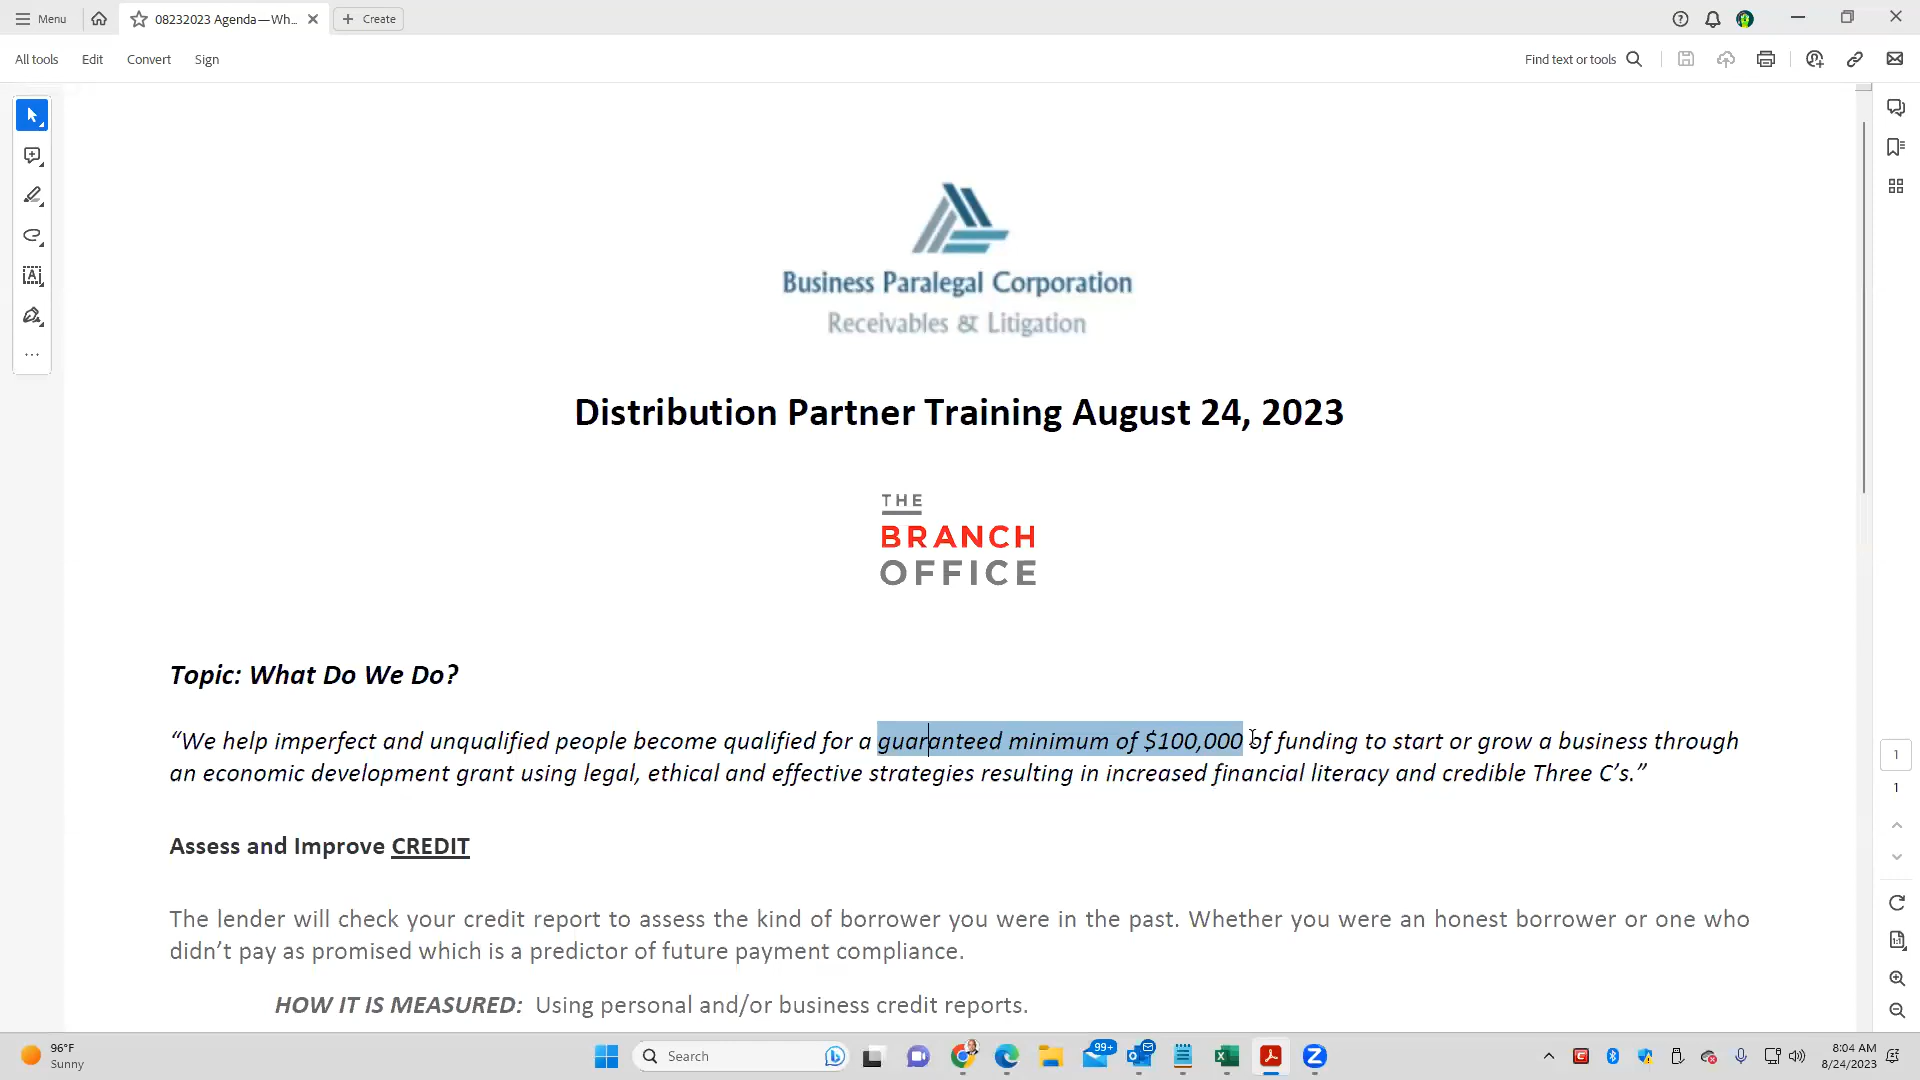 Menu
08232023 Agenda—Wh...
Create
All tools
Edit
Convert
Sign
Find text or tools
Business Paralegal Corporation
Receivables & Litigation
Distribution Partner Training August 24, 2023
THE
BRANCH
OFFICE
Topic: What Do We Do?
“We help imperfect and unqualified people become qualified for a guaranteed minimum of $100,000 of funding to start or grow a business through
an economic development grant using legal, ethical and effective strategies resulting in increased financial literacy and credible Three C’s.”
1
1
Assess and Improve CREDIT
The lender will check your credit report to assess the kind of borrower you were in the past. Whether you were an honest borrower or one who
didn’t pay as promised which is a predictor of future payment compliance.
HOW IT IS MEASURED: Using personal and/or business credit reports.
96°F
Sunny
Search
99+
8:04 AM
8/24/2023